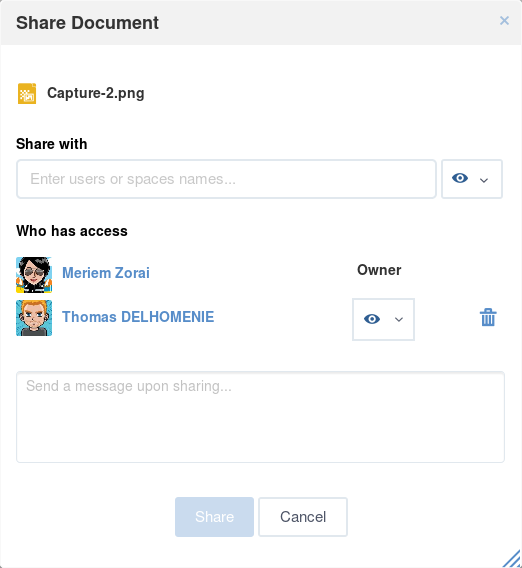 Share Document
Capture-2.png
Share with
Enter users or spaces names...
Who has access
Meriem Zorai
Owner
Thomas DELHOMENIE
Send a message upon sharing...
Share
Cancel